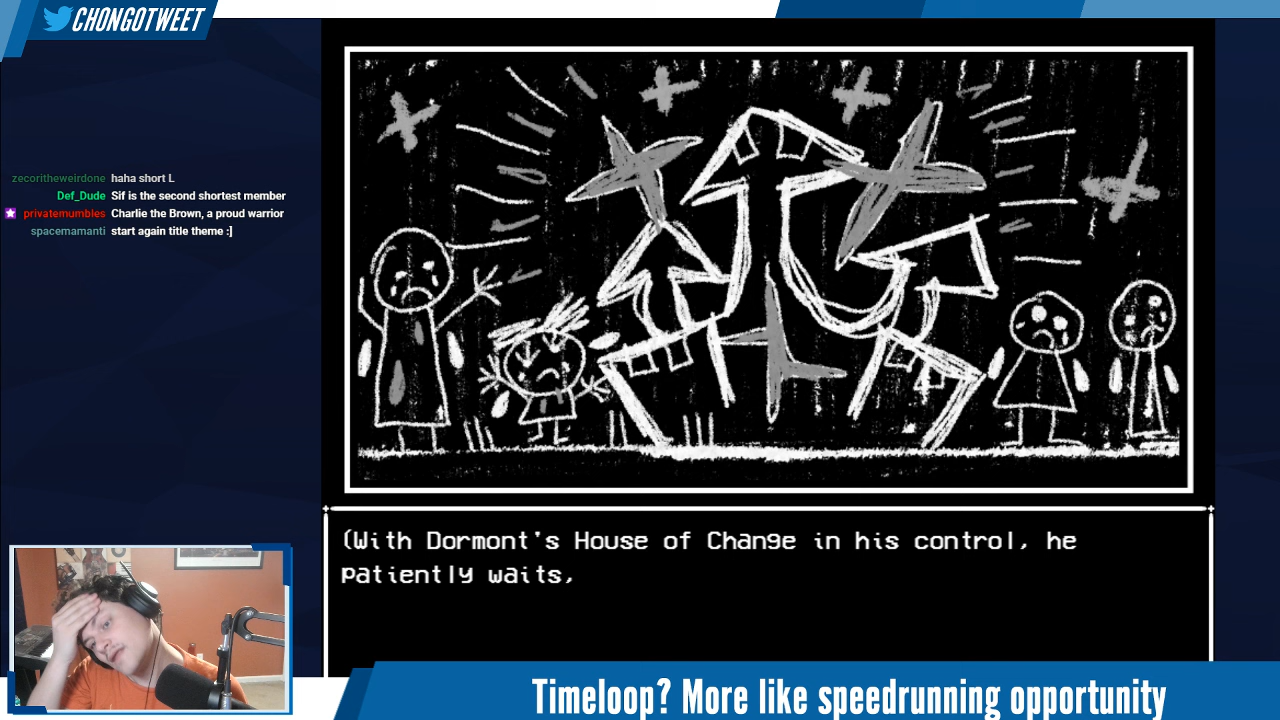 CHONGOTWEET
zecoritheweirdone haha short L
Def_Dude Sif is the second shortest member
privatemumbles Charlie the Brown, a proud warrior
spacemamanti start again title theme :]
(With Dormont's House of Change in his control, he
patiently waits,
Timeloop? More like speedrunning opportunity